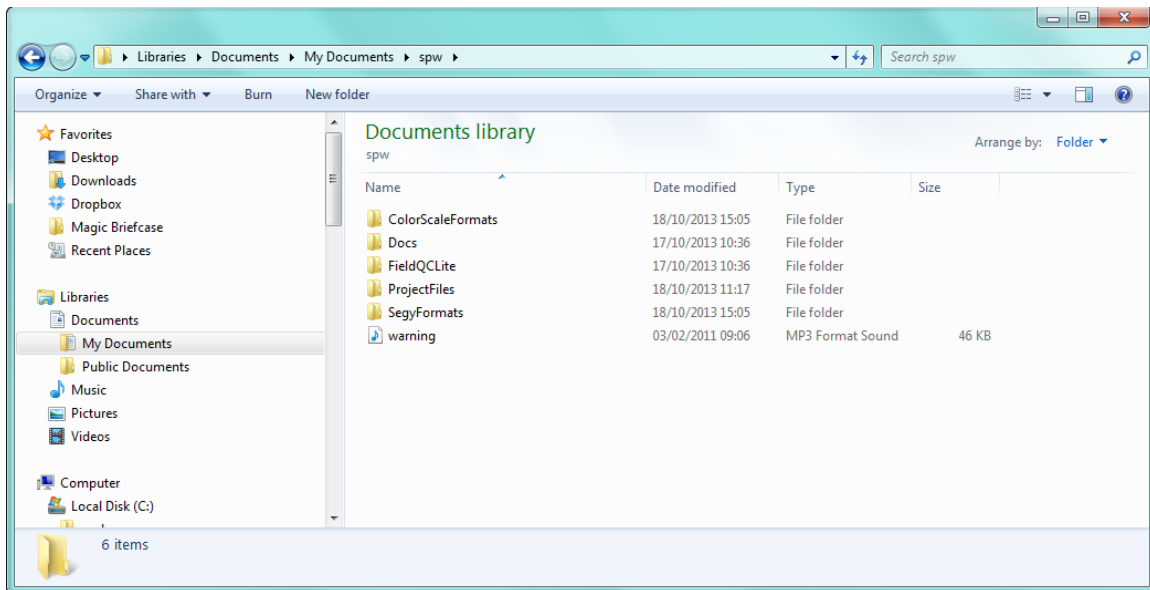 Libraries ▸ Documents ▸ My Documents ▸ spw ▸
Search spw
Organize Share with Burn New folder
Favorites
Desktop
Downloads
Dropbox
Magic Briefcase
Recent Places
Libraries
Documents
My Documents
Public Documents
Music
Pictures
Videos
Computer
Local Disk (C:)
Documents library
spw
Arrange by: Folder
Name Date modified Type Size
ColorScaleFormats 18/10/2013 15:05 File folder
Docs 17/10/2013 10:36 File folder
FieldQCLite 17/10/2013 10:36 File folder
ProjectFiles 18/10/2013 11:17 File folder
SegyFormats 18/10/2013 15:05 File folder
warning 03/02/2011 09:06 MP3 Format Sound 46 KB
6 items